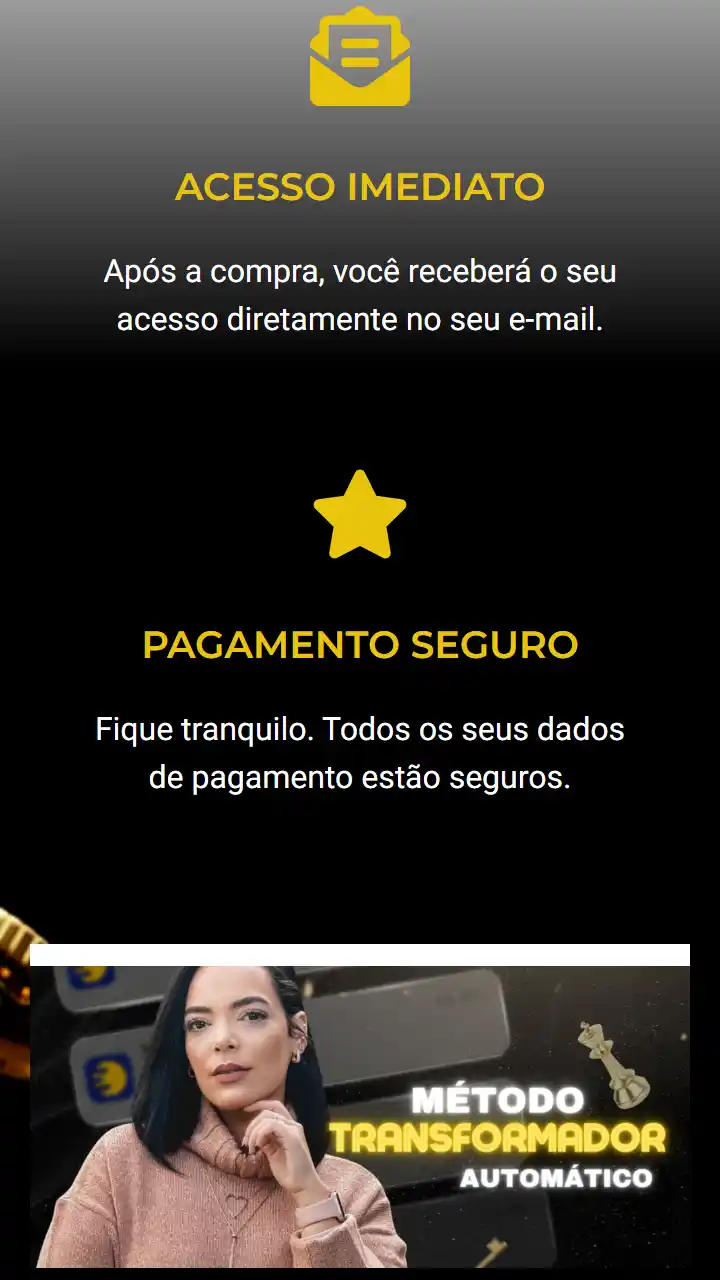 ACESSO IMEDIATO
Após a compra, você receberá o seu
acesso diretamente no seu e-mail.
PAGAMENTO SEGURO
Fique tranquilo. Todos os seus dados
de pagamento estão seguros.
MÉTODO
TRANSFORMADOR
AUTOMÁTICO